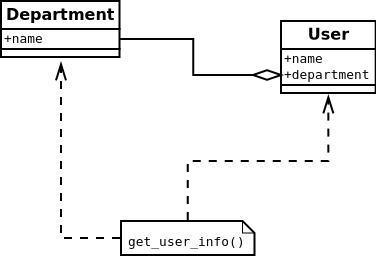 Department
+name
User
+name
+department
get_user_info()